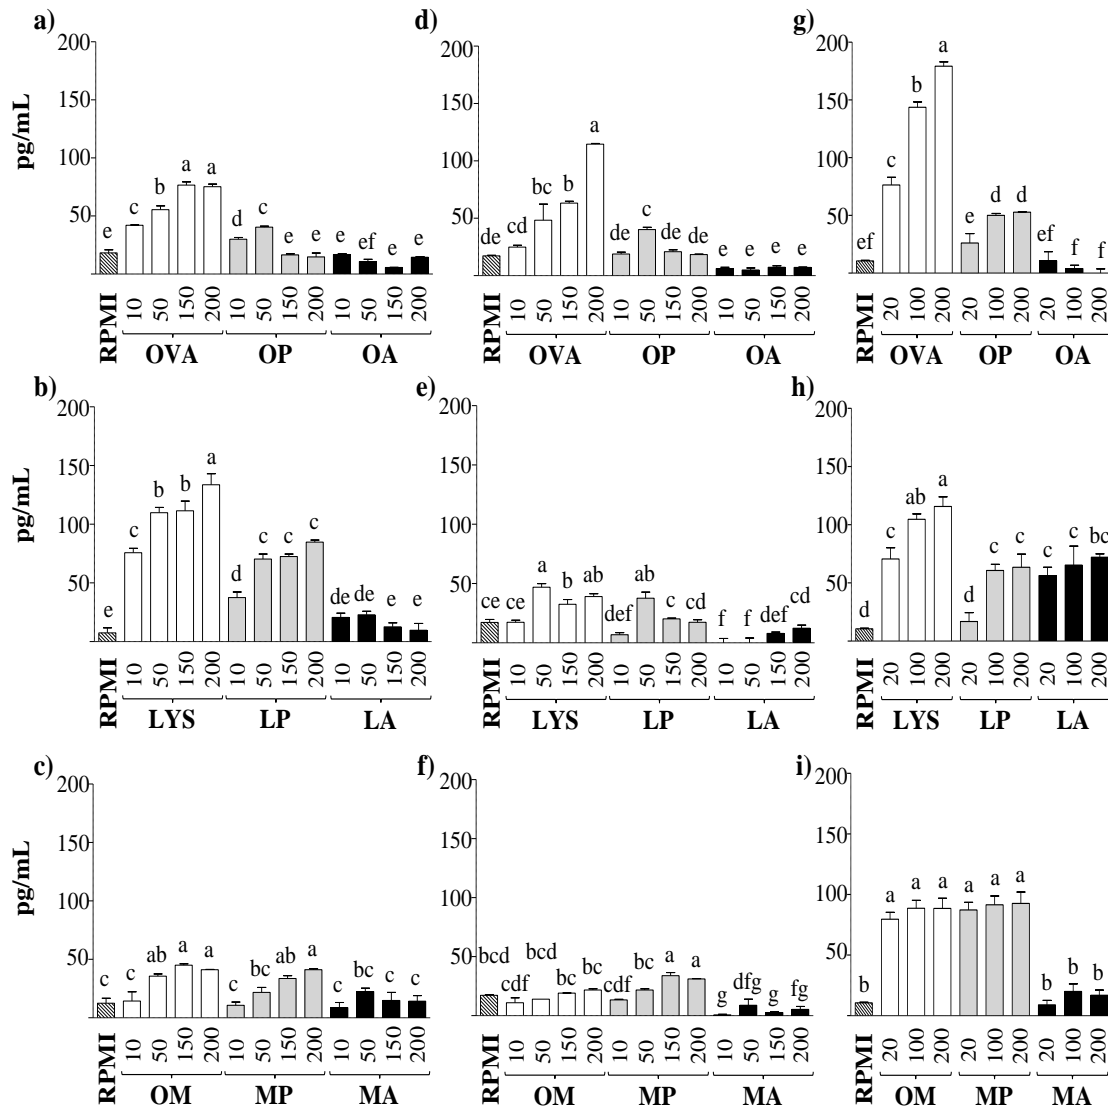 a)
200
150
100
50
pg/mL
e c b a a d c e e e ef e e
RPMI 10 50 150 200 10 50 150 200 10 50 150 200
OVA OP OA
d)
200
150
100
50
de cd bc b a de c de de e e e e
RPMI 10 50 150 200 10 50 150 200 10 50 150 200
OVA OP OA
g)
200
150
100
50
ef c b a e d d ef f f
RPMI 20 100 200 20 100 200 20 100 200
OVA OP OA
b)
200
150
100
50
pg/mL
e c b b a d c c c de de e e
RPMI 10 50 150 200 10 50 150 200 10 50 150 200
LYS LP LA
e)
200
150
100
50
ce ce a b ab def ab c cd f f def cd
RPMI 10 50 150 200 10 50 150 200 10 50 150 200
LYS LP LA
h)
200
150
100
50
d c ab a d c c c c bc
RPMI 20 100 200 20 100 200 20 100 200
LYS LP LA
c)
200
150
100
50
pg/mL
c c ab a a c bc ab a c bc c c
RPMI 10 50 150 200 10 50 150 200 10 50 150 200
OM MP MA
f)
200
150
100
50
bcd cdf bcd bc bc cdf bc a a g dfg g fg
RPMI 10 50 150 200 10 50 150 200 10 50 150 200
OM MP MA
i)
200
150
100
50
b a a a a a a b b b
RPMI 20 100 200 20 100 200 20 100 200
OM MP MA